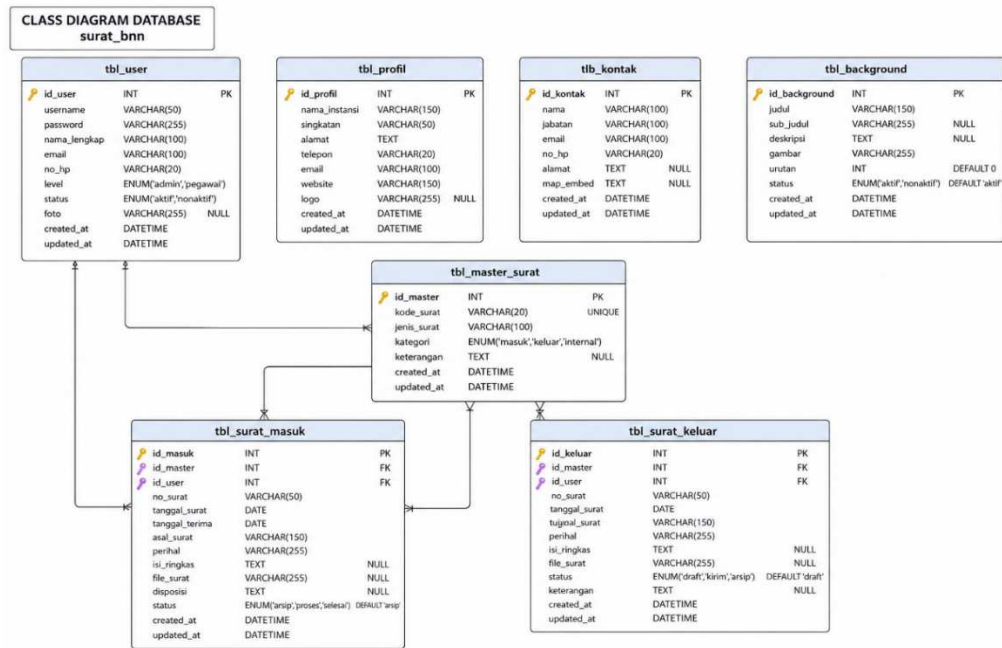 CLASS DIAGRAM DATABASE
surat_bnn
tbl_user
id_user INT PK
username VARCHAR(50)
password VARCHAR(255)
nama_lengkap VARCHAR(100)
email VARCHAR(100)
no_hp VARCHAR(20)
level ENUM('admin','pegawai')
status ENUM('aktif','nonaktif')
foto VARCHAR(255) NULL
created_at DATETIME
updated_at DATETIME
tbl_profil
id_profil INT PK
nama_instansi VARCHAR(150)
singkatan VARCHAR(50)
alamat TEXT
telepon VARCHAR(20)
email VARCHAR(100)
website VARCHAR(150)
logo VARCHAR(255) NULL
created_at DATETIME
updated_at DATETIME
tlb_kontak
id_kontak INT PK
nama VARCHAR(100)
jabatan VARCHAR(100)
email VARCHAR(100)
no_hp VARCHAR(20)
alamat TEXT NULL
map_embed TEXT NULL
created_at DATETIME
updated_at DATETIME
tbl_background
id_background INT PK
judul VARCHAR(150)
sub_judul VARCHAR(255) NULL
deskripsi TEXT NULL
gambar VARCHAR(255)
urutan INT DEFAULT 0
status ENUM('aktif','nonaktif') DEFAULT 'aktif'
created_at DATETIME
updated_at DATETIME
tbl_master_surat
id_master INT PK
kode_surat VARCHAR(20) UNIQUE
jenis_surat VARCHAR(100)
kategori ENUM('masuk','keluar','internal')
keterangan TEXT NULL
created_at DATETIME
updated_at DATETIME
tbl_surat_masuk
id_masuk INT PK
id_master INT FK
id_user INT FK
no_surat VARCHAR(50)
tanggal_surat DATE
tanggal_terima DATE
asal_surat VARCHAR(150)
perihal VARCHAR(255)
isi_ringkas TEXT NULL
file_surat VARCHAR(255) NULL
disposisi TEXT NULL
status ENUM('arsip','proses','selesai') DEFAULT 'arsip'
created_at DATETIME
updated_at DATETIME
tbl_surat_keluar
id_keluar INT PK
id_master INT FK
id_user INT FK
no_surat VARCHAR(50)
tanggal_surat DATE
VARCHAR(150)
perihal VARCHAR(255)
isi_ringkas TEXT NULL
file_surat VARCHAR(255) NULL
status ENUM('draft','kirim','arsip') DEFAULT 'draft'
keterangan TEXT NULL
created_at DATETIME
updated_at DATETIME